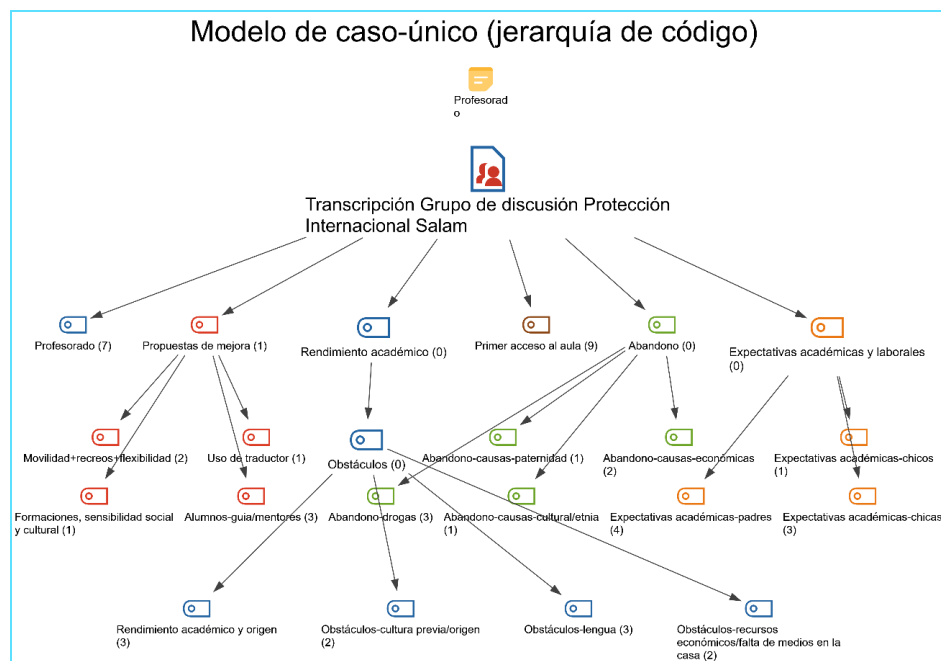 Modelo de caso-único (jerarquía de código)
Profesorad
o
Transcripción Grupo de discusión Protección
Internacional Salam
Profesorado (7)
Propuestas de mejora (1)
Rendimiento académico (0)
Primer acceso al aula (9)
Abandono (0)
Expectativas académicas y laborales
(0)
Movilidad+recreos+flexibilidad (2)
Uso de traductor (1)
Obstáculos (0)
Abandono-causas-paternidad (1)
Abandono-causas-económicas
(2)
Expectativas académicas-chicos
(1)
Formaciones, sensibilidad social
y cultural (1)
Alumnos-guia/mentores (3)
Abandono-drogas (3)
Abandono-causas-cultural/etnia
(1)
Expectativas académicas-padres
(4)
Expectativas académicas-chicas
(3)
Rendimiento académico y origen
(3)
Obstáculos-cultura previa/origen
(2)
Obstáculos-lengua (3)
Obstáculos-recursos
económicos/falta de medios en la
casa (2)